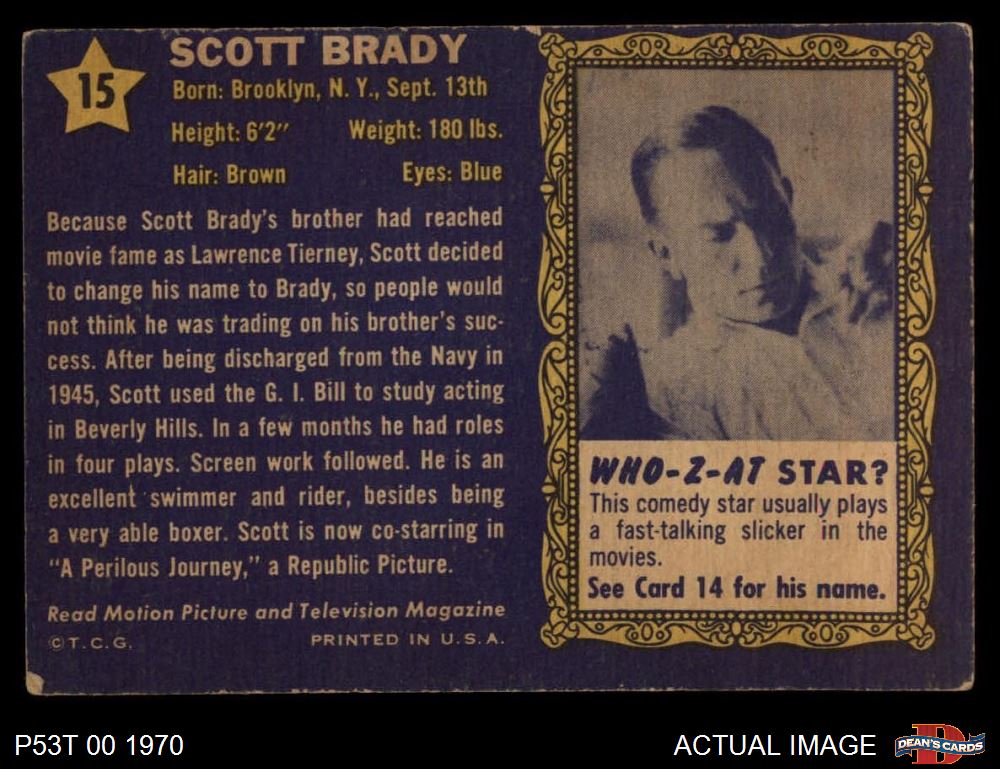 15
SCOTT BRADY
Born: Brooklyn, N. Y., Sept. 13th
Height: 6'2" Weight: 180 lbs.
Hair: Brown Eyes: Blue
Because Scott Brady's brother had reached
movie fame as Lawrence Tierney, Scott decided
to change his name to Brady, so people would
not think he was trading on his brother's suc-
cess. After being discharged from the Navy in
1945, Scott used the G. I. Bill to study acting
in Beverly Hills. In a few months he had roles
in four plays. Screen work followed. He is an
excellent swimmer and rider, besides being
a very able boxer. Scott is now co-starring in
"A Perilous Journey," a Republic Picture.
Read Motion Picture and Television Magazine
© T. C. G. PRINTED IN U. S. A.
WHO-Z-AT STAR?
This comedy star usually plays
a fast-talking slicker in the
movies.
See Card 14 for his name.
P53T 00 1970
ACTUAL IMAGE
D
DEAN'S CARDS